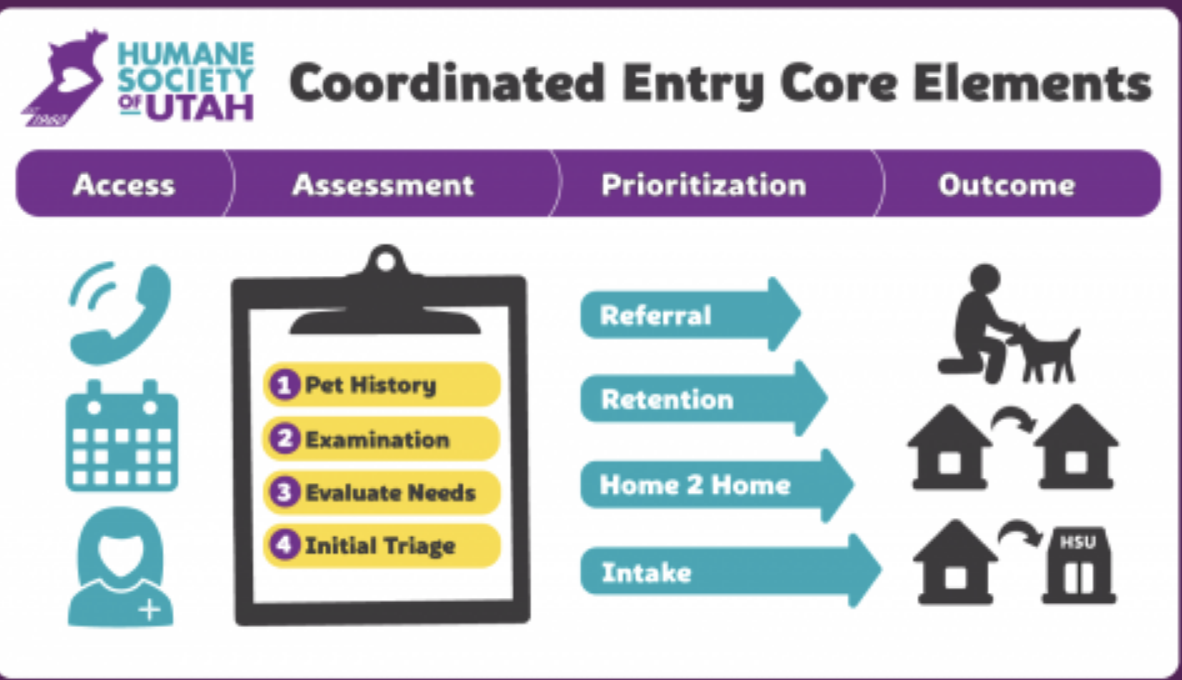 HUMANE
SOCIETY
OF UTAH
1960
Coordinated Entry Core Elements
Access
Assessment
Prioritization
Outcome
1 Pet History
2 Examination
3 Evaluate Needs
4 Initial Triage
Referral
Retention
Home 2 Home
Intake
HSU